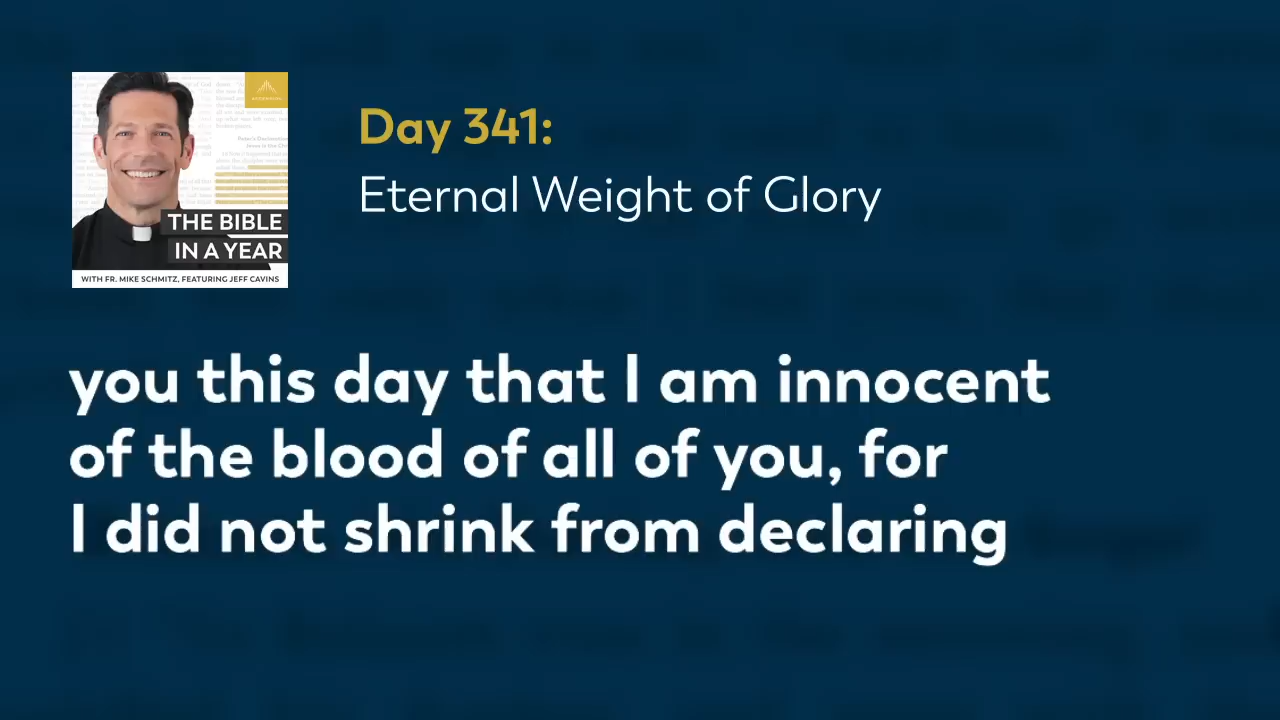 THE BIBLE
IN A YEAR
WITH FR. MIKE SCHMITZ, FEATURING JEFF CAVINS
Day 341:
Eternal Weight of Glory
you this day that I am innocent
of the blood of all of you, for
I did not shrink from declaring